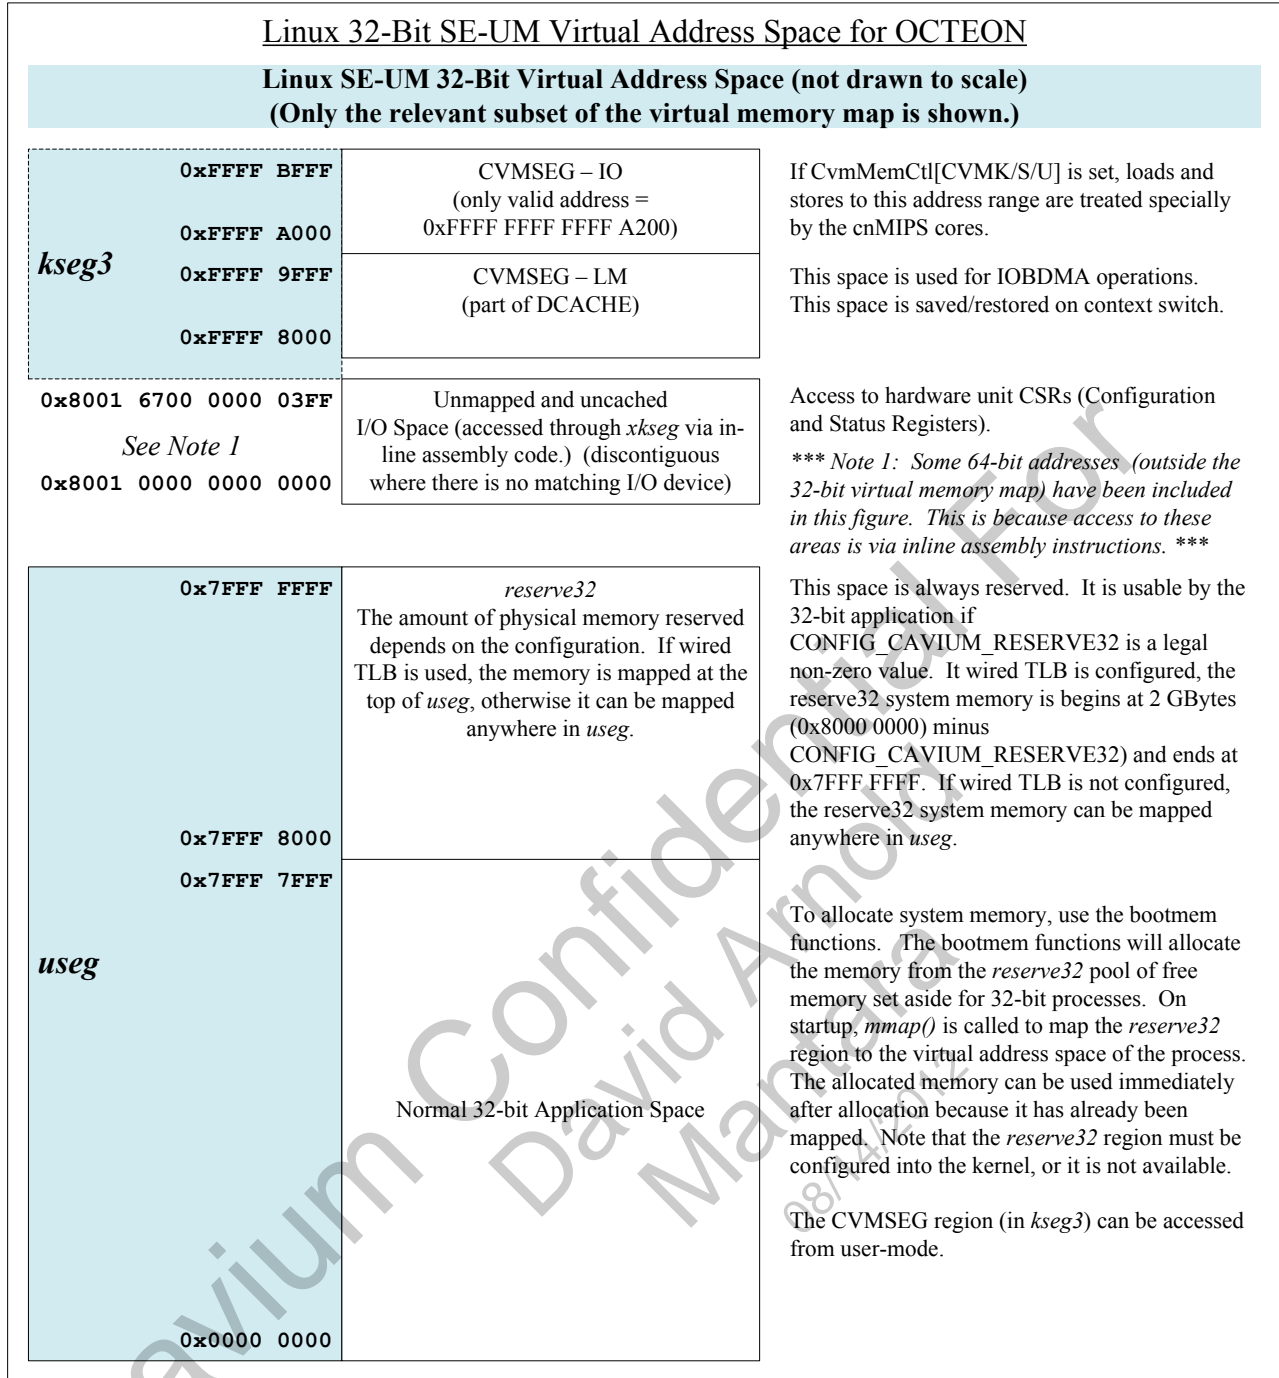 Linux 32-Bit SE-UM Virtual Address Space for OCTEON
Linux SE-UM 32-Bit Virtual Address Space (not drawn to scale)
(Only the relevant subset of the virtual memory map is shown.)
kseg3
0xFFFF BFFF
0xFFFF A000
0xFFFF 9FFF
0xFFFF 8000
CVMSEG – IO
(only valid address =
0xFFFF FFFF FFFF A200)
CVMSEG – LM
(part of DCACHE)
If CvmMemCtl[CVMK/S/U] is set, loads and
stores to this address range are treated specially
by the cnMIPS cores.
This space is used for IOBDMA operations.
This space is saved/restored on context switch.
0x8001 6700 0000 03FF
See Note 1
0x8001 0000 0000 0000
Unmapped and uncached
I/O Space (accessed through xkseg via in-
line assembly code.) (discontiguous
where there is no matching I/O device)
Access to hardware unit CSRs (Configuration
and Status Registers).
*** Note 1: Some 64-bit addresses (outside the
32-bit virtual memory map) have been included
in this figure. This is because access to these
areas is via inline assembly instructions. ***
useg
0x7FFF FFFF
0x7FFF 8000
0x7FFF 7FFF
0x0000 0000
reserve32
The amount of physical memory reserved
depends on the configuration. If wired
TLB is used, the memory is mapped at the
top of useg, otherwise it can be mapped
anywhere in useg.
Normal 32-bit Application Space
This space is always reserved. It is usable by the
32-bit application if
CONFIG_CAVIUM_RESERVE32 is a legal
non-zero value. It wired TLB is configured, the
reserve32 system memory is begins at 2 GBytes
(0x8000 0000) minus
CONFIG_CAVIUM_RESERVE32) and ends at
0x7FFF FFFF. If wired TLB is not configured,
the reserve32 system memory can be mapped
anywhere in useg.
To allocate system memory, use the bootmem
functions. The bootmem functions will allocate
the memory from the reserve32 pool of free
memory set aside for 32-bit processes. On
startup, mmap() is called to map the reserve32
region to the virtual address space of the process.
The allocated memory can be used immediately
after allocation because it has already been
mapped. Note that the reserve32 region must be
configured into the kernel, or it is not available.
The CVMSEG region (in kseg3) can be accessed
from user-mode.
avium Confidential For
David Arnold
Mantara
08/14/2012